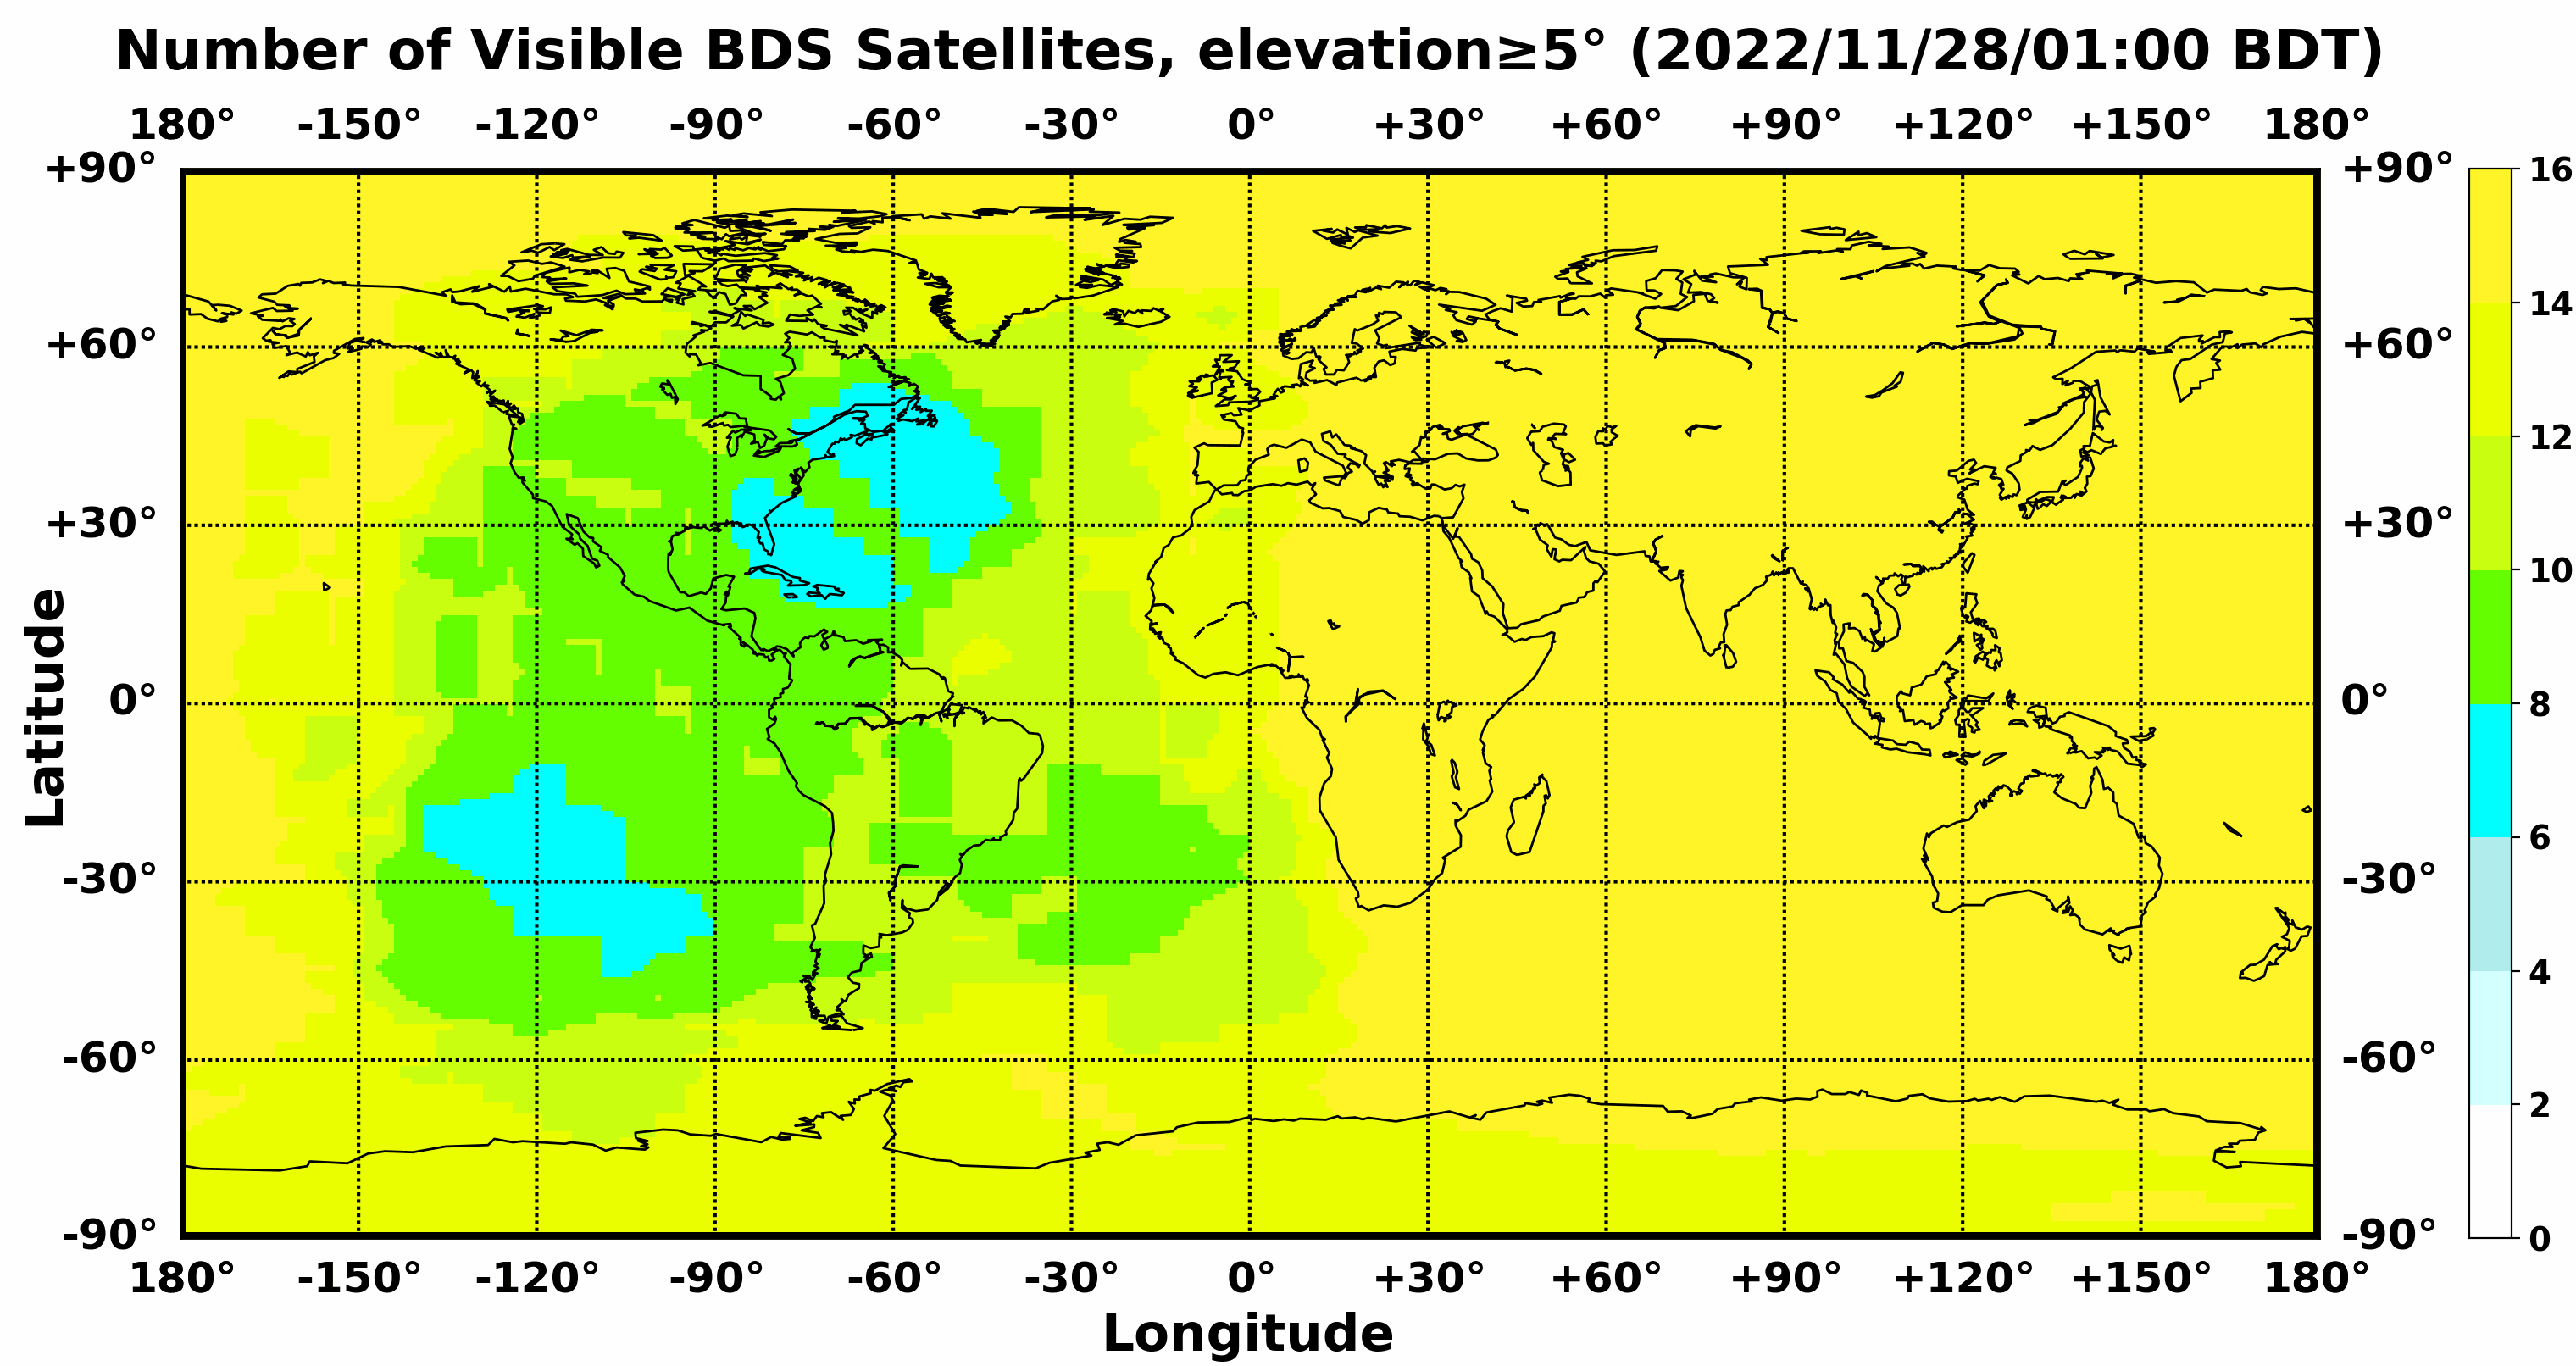 Number of Visible BDS Satellites, elevation≥5° (2022/11/28/01:00 BDT)
180° -150° -120° -90° -60° -30° 0° +30° +60° +90° +120° +150° 180°
+90° +90° 16
14
+60° +60°
12
+30° +30°
10
Latitude
0° 0° 8
6
-30° -30°
4
-60° -60°
2
-90° -90° 0
180° -150° -120° -90° -60° -30° 0° +30° +60° +90° +120° +150° 180°
Longitude